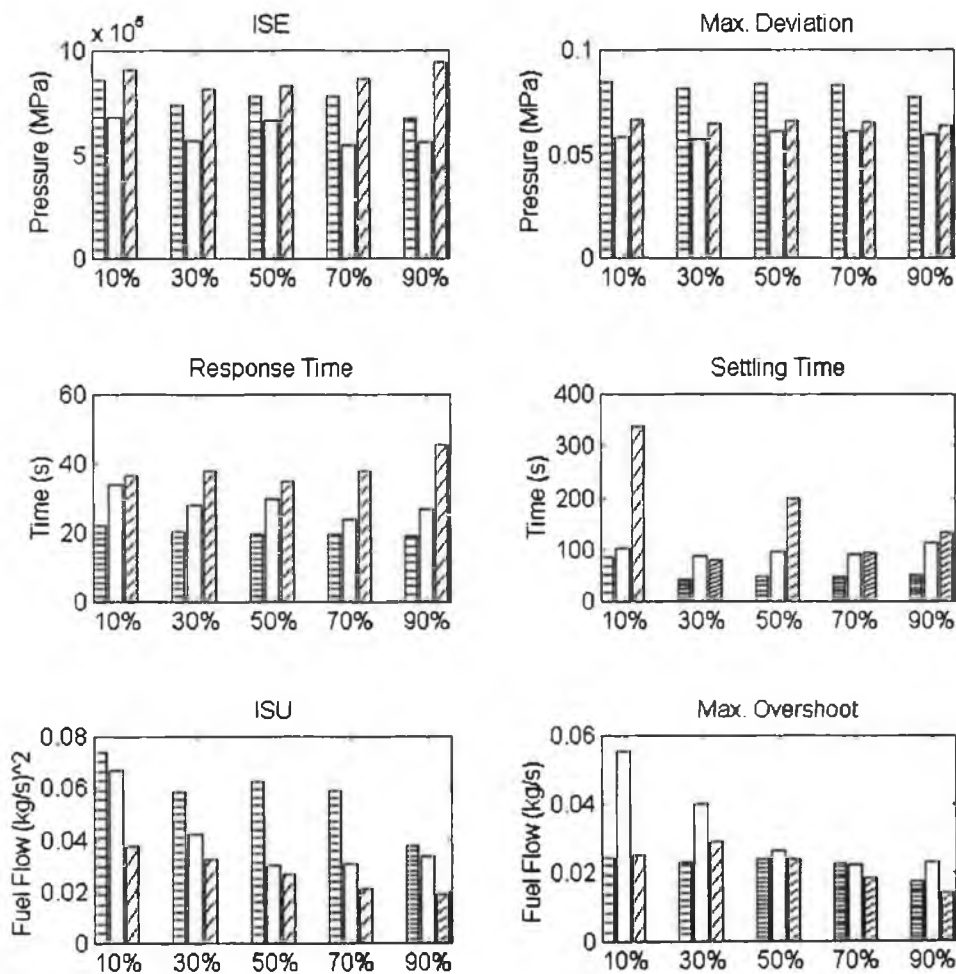 ISE
x 10^5
10
5
0
Pressure (MPa)
10% 30% 50% 70% 90%
Max. Deviation
0.1
0.05
0
Pressure (MPa)
10% 30% 50% 70% 90%
Response Time
60
40
20
0
Time (s)
10% 30% 50% 70% 90%
Settling Time
400
300
200
100
0
Time (s)
10% 30% 50% 70% 90%
ISU
0.08
0.06
0.04
0.02
0
Fuel Flow (kg/s)^2
10% 30% 50% 70% 90%
Max. Overshoot
0.06
0.04
0.02
0
Fuel Flow (kg/s)
10% 30% 50% 70% 90%